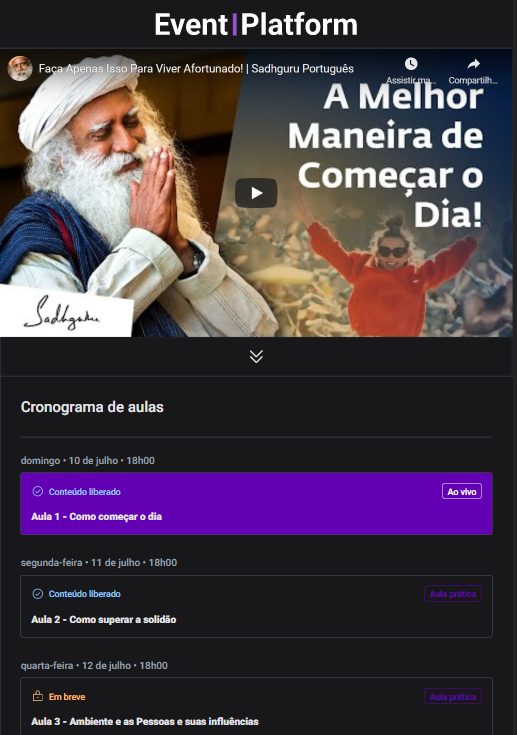 Event|Platform
Faça Apenas Isso Para Viver Afortunado! | Sadhguru Português
Assistir ma...
Compartilh...
A Melhor
Maneira de
Começar o
Dia!
Sadhguru
Cronograma de aulas
domingo • 10 de julho • 18h00
Conteúdo liberado
Ao vivo
Aula 1 - Como começar o dia
segunda-feira • 11 de julho • 18h00
Conteúdo liberado
Aula prática
Aula 2 - Como superar a solidão
quarta-feira • 12 de julho • 18h00
Em breve
Aula prática
Aula 3 - Ambiente e as Pessoas e suas influências